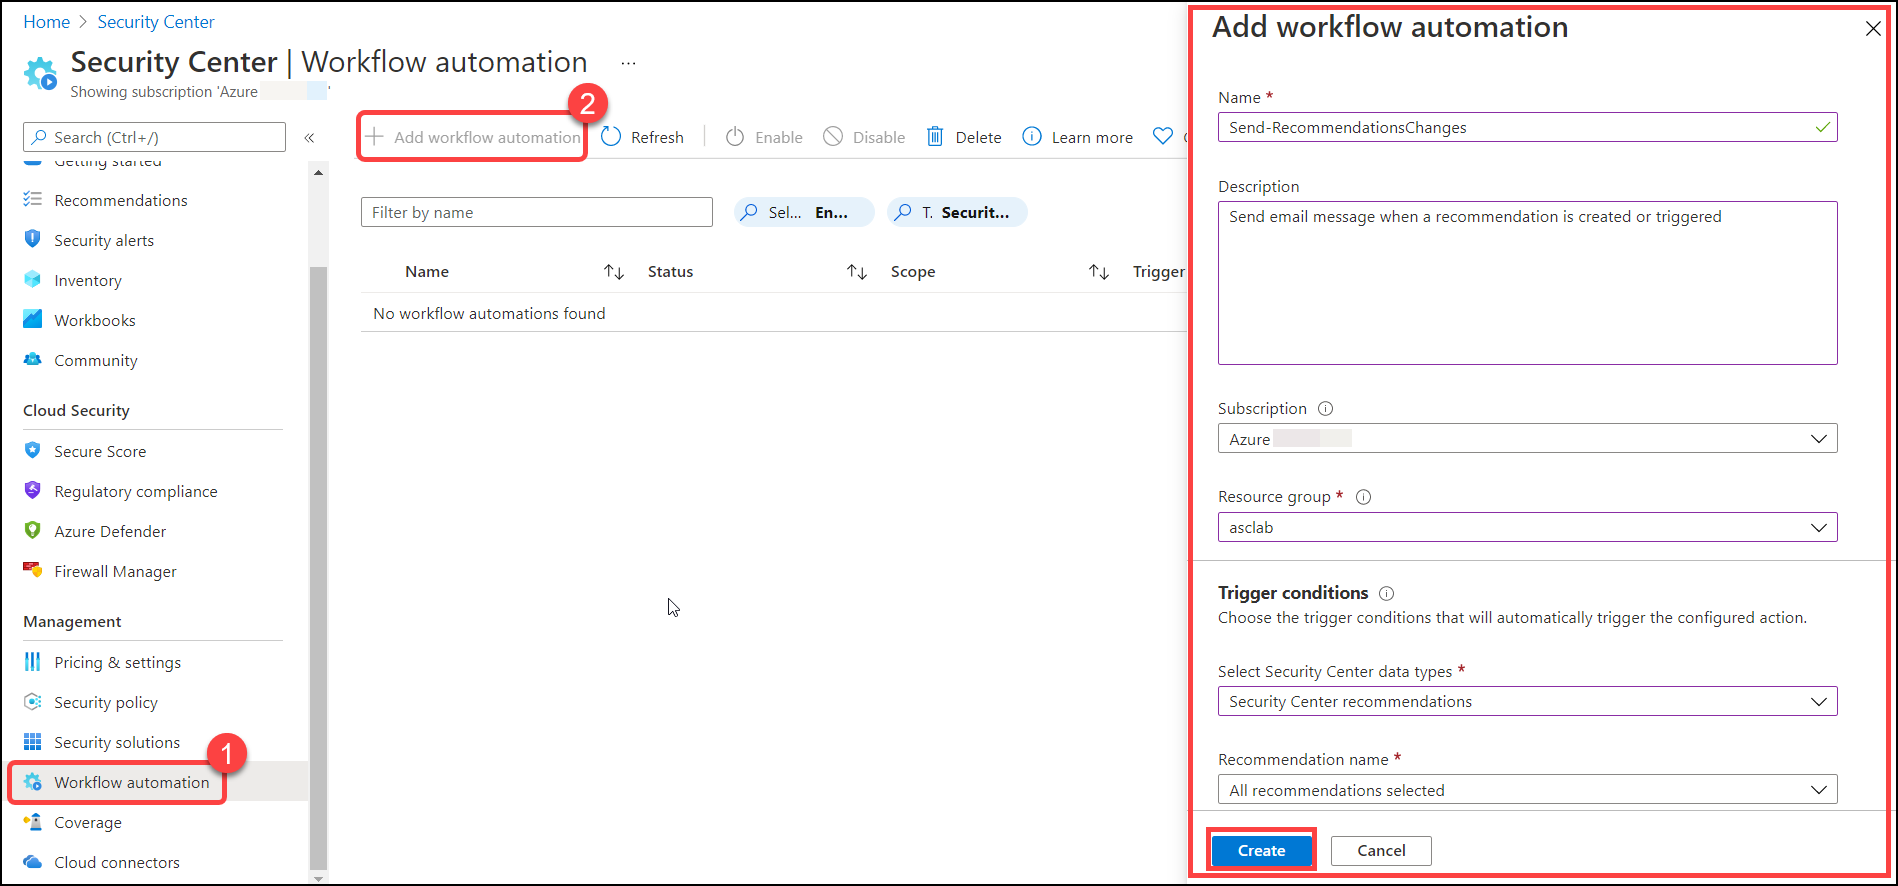 Home > Security Center
Security Center | Workflow automation ...
Showing subscription 'Azure '
Search (Ctrl+/)
«
Getting started
Recommendations
Security alerts
Inventory
Workbooks
Community
Cloud Security
Secure Score
Regulatory compliance
Azure Defender
Firewall Manager
Management
Pricing & settings
Security policy
Security solutions
1
Workflow automation
Coverage
Cloud connectors
2
Add workflow automation Refresh Enable Disable Delete Learn more
Filter by name Sel... En... T. Securit...
Name Status Scope Trigger
No workflow automations found
Add workflow automation
Name *
Send-RecommendationsChanges
Description
Send email message when a recommendation is created or triggered
Subscription
Azure
Resource group *
asclab
Trigger conditions
Choose the trigger conditions that will automatically trigger the configured action.
Select Security Center data types *
Security Center recommendations
Recommendation name *
All recommendations selected
Create Cancel